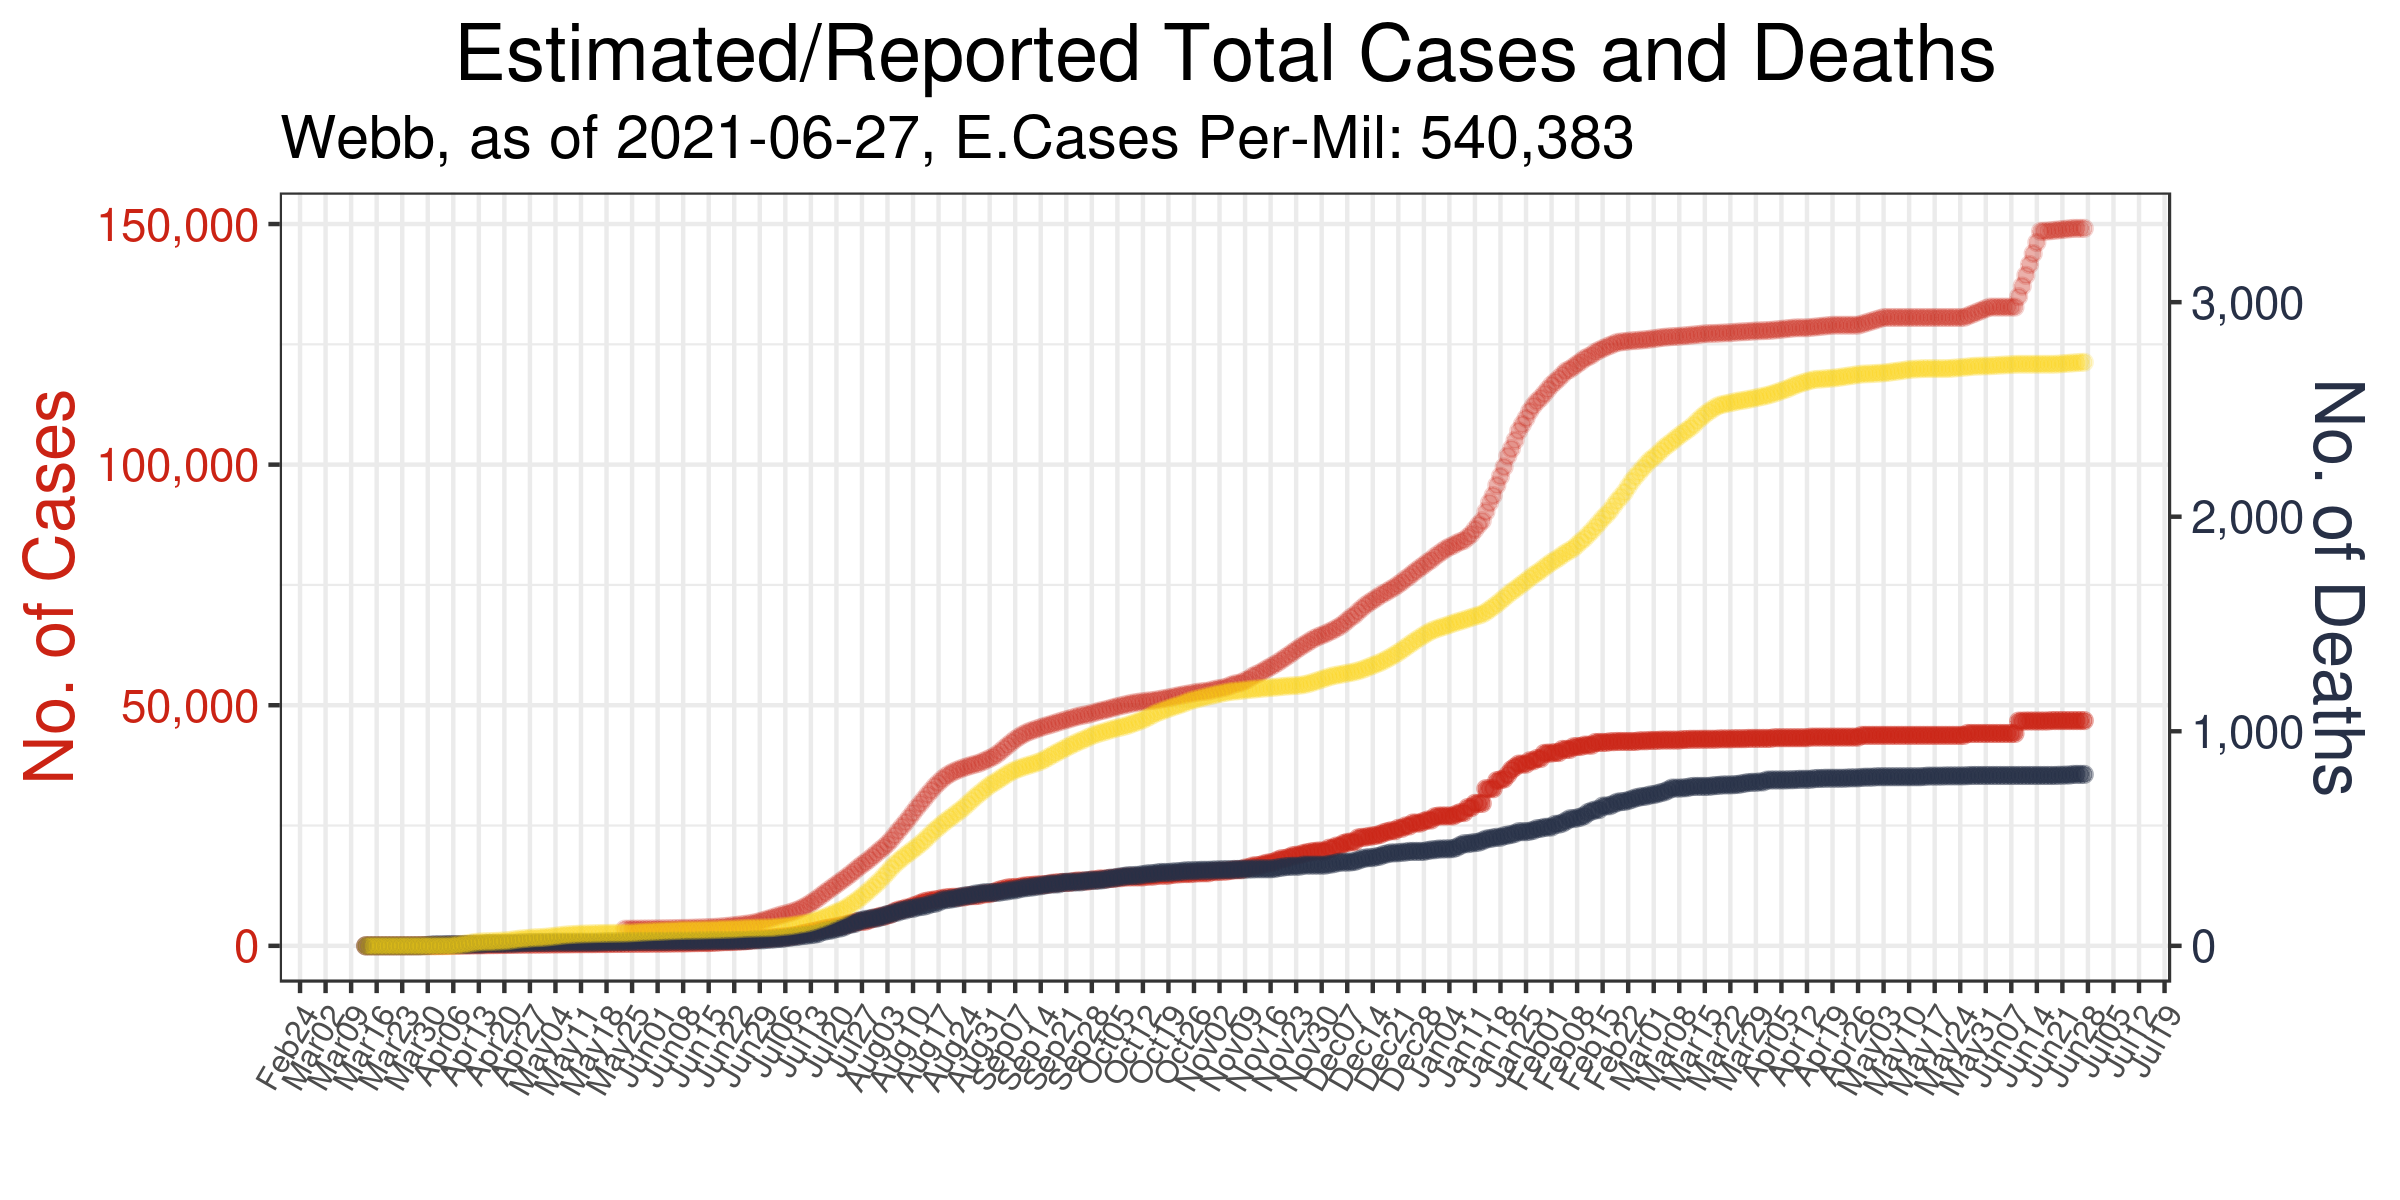 Estimated/Reported Total Cases and Deaths
Webb, as of 2021-06-27, E.Cases Per-Mil: 540,383
No. of Cases
150,000
100,000
50,000
0
3,000
2,000
1,000
0
No. of Deaths
Feb24
Mar02
Mar09
Mar16
Mar23
Mar30
Apr06
Apr13
Apr20
Apr27
May04
May11
May18
May25
Jun01
Jun08
Jun15
Jun22
Jun29
Jul06
Jul13
Jul20
Jul27
Aug03
Aug10
Aug17
Aug24
Aug31
Sep07
Sep14
Sep21
Sep28
Oct05
Oct12
Oct19
Oct26
Nov02
Nov09
Nov16
Nov23
Nov30
Dec07
Dec14
Dec21
Dec28
Jan04
Jan11
Jan18
Jan25
Feb01
Feb08
Feb15
Feb22
Mar01
Mar08
Mar15
Mar22
Mar29
Apr05
Apr12
Apr19
Apr26
May03
May10
May17
May24
May31
Jun07
Jun14
Jun21
Jun28
Jul05
Jul12
Jul19